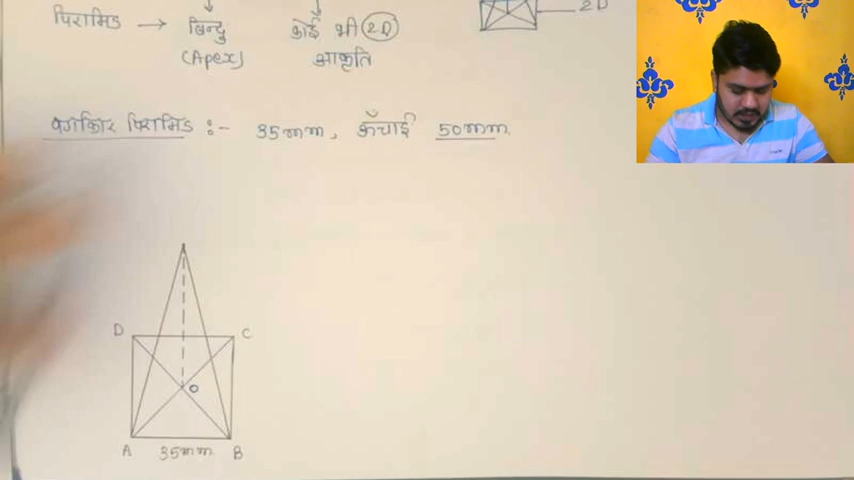 पिरामिड → बिन्दु कोई भी 2D
2D
(Apex) आकृति
वर्गाकार पिरामिड :- 35mm, ऊँचाई 50mm.
D C
O
A 35mm B